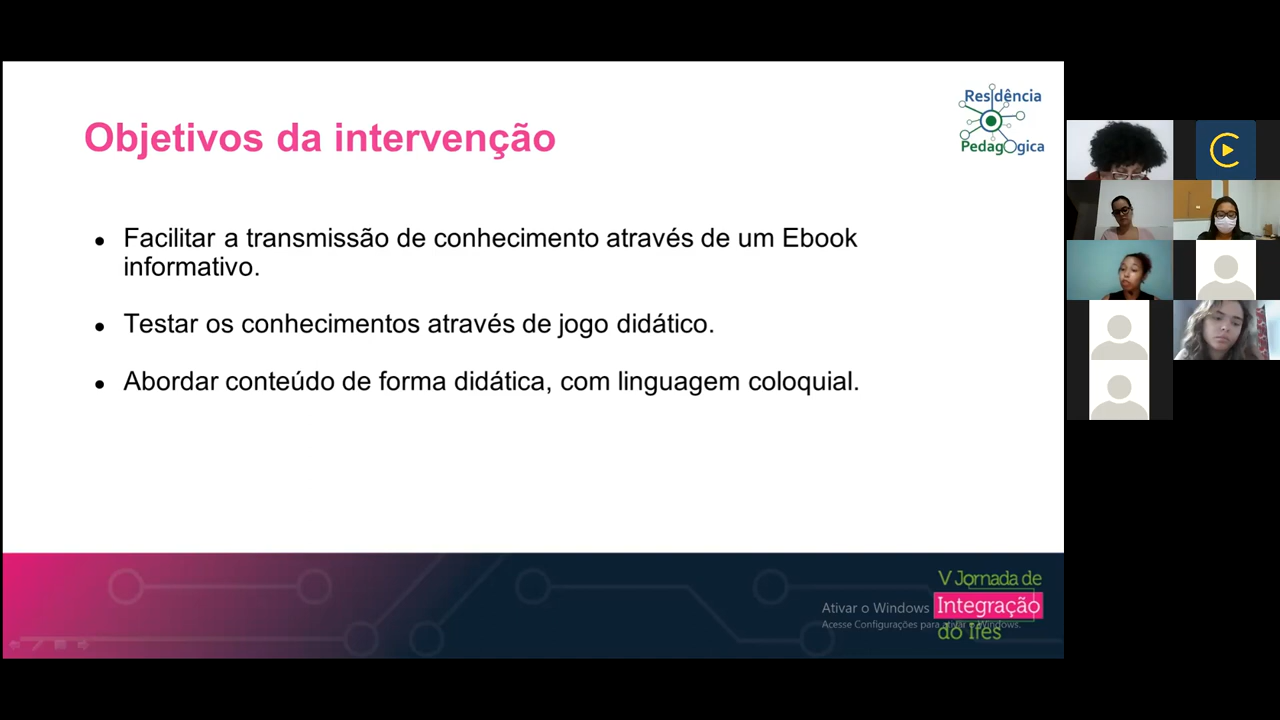 Residência
PedagOgica
Objetivos da intervenção
Facilitar a transmissão de conhecimento através de um Ebook
informativo.
Testar os conhecimentos através de jogo didático.
Abordar conteúdo de forma didática, com linguagem coloquial.
V Jornada de
Integração
do Ifes
Ativar o Windows
Acesse Configurações para ativar o Windows.